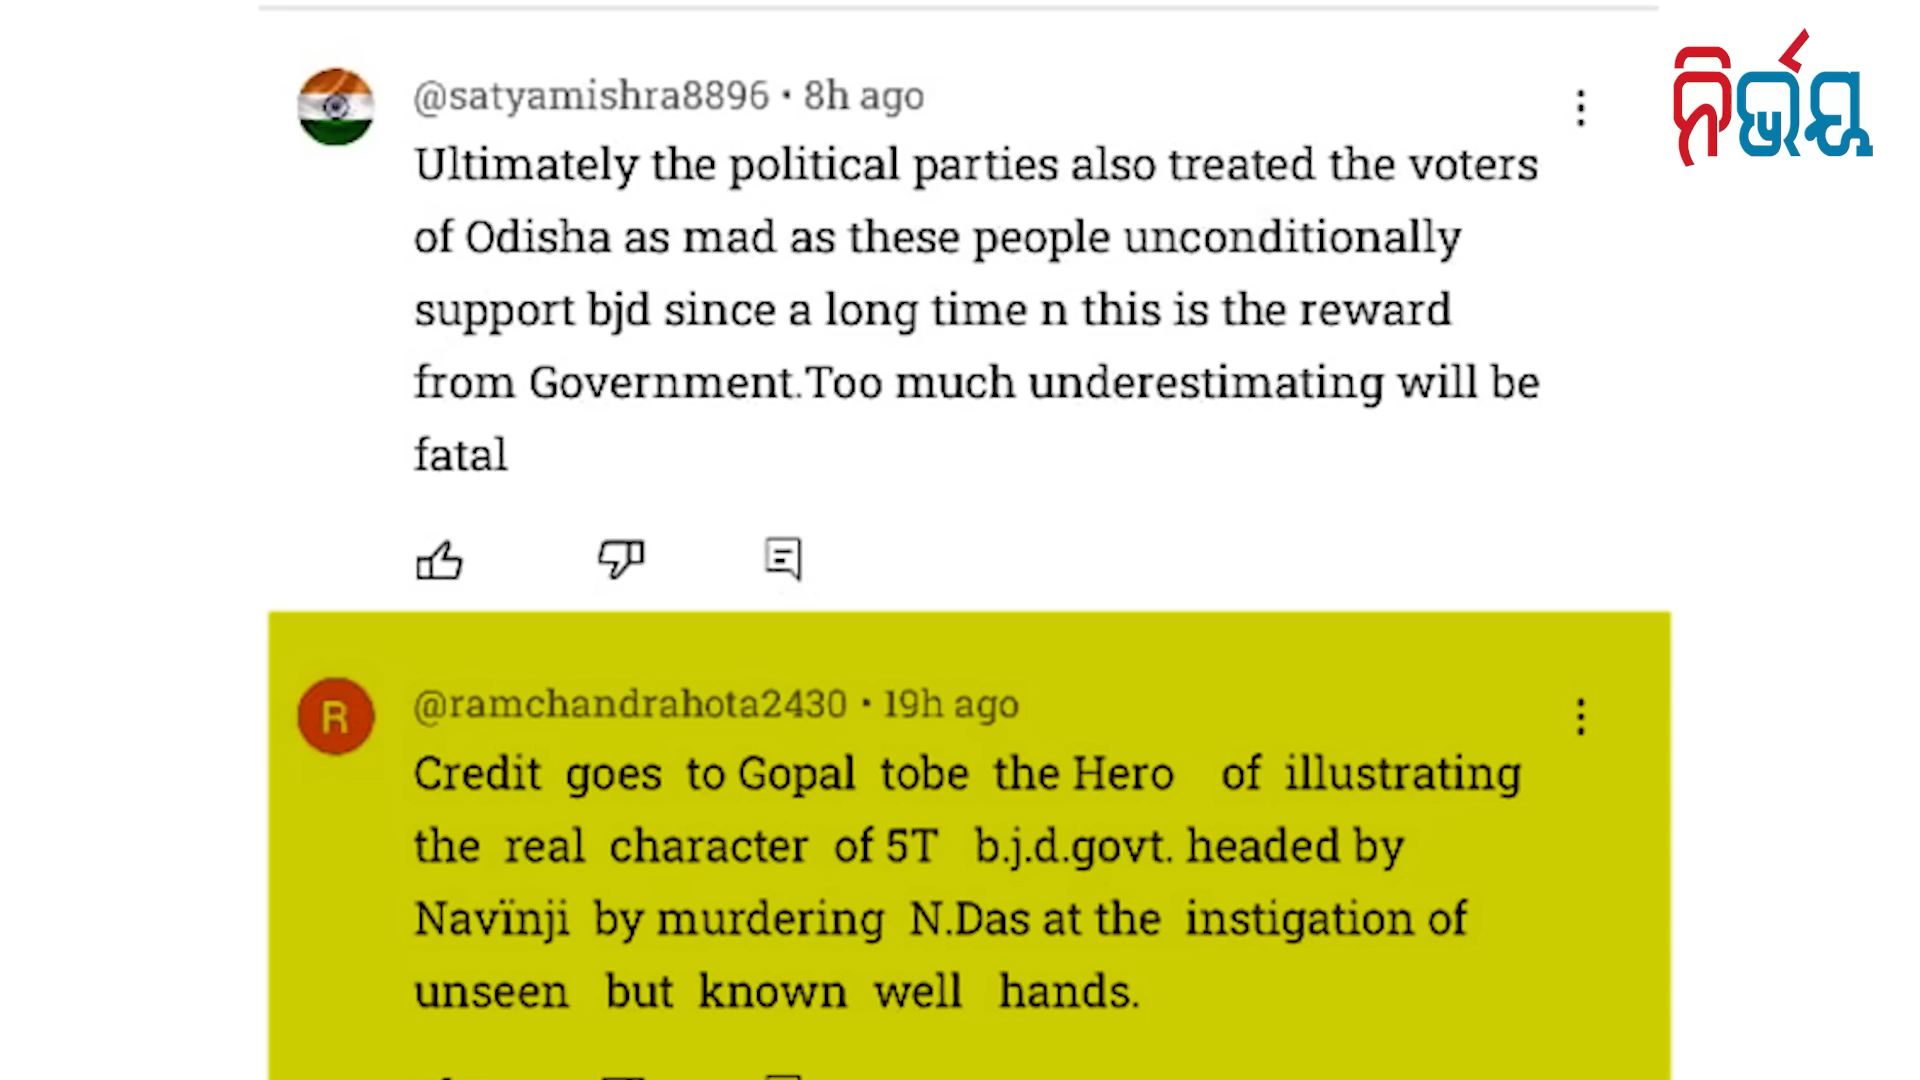 ନିର୍ଭୟ
@satyamishra8896 • 8h ago
Ultimately the political parties also treated the voters
of Odisha as mad as these people unconditionally
support bjd since a long time n this is the reward
from Government.Too much underestimating will be
fatal
R
@ramchandrahota2430 • 19h ago
Credit goes to Gopal tobe the Hero of illustrating
the real character of 5T b.j.d.govt. headed by
Navïnji by murdering N.Das at the instigation of
unseen but known well hands.